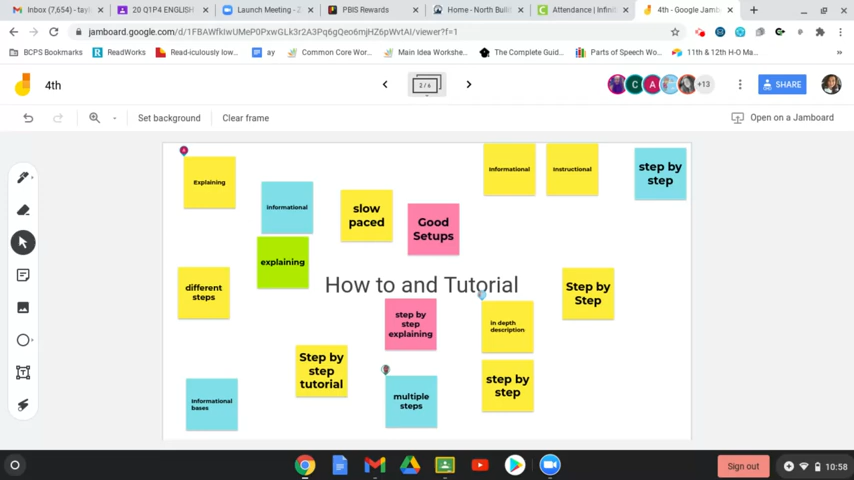 Inbox (7,654) - tayl
20 Q1P4 ENGLISH
Launch Meeting - Z
PBIS Rewards
Home - North Build
Attendance | Infini
4th - Google Jamb
jamboard.google.com/d/
viewer?f=1
BCPS Bookmarks
ReadWorks
Read-iculously low...
ay
Common Core Wor...
Main Idea Workshe...
The Complete Guid...
Parts of Speech Wo...
11th & 12th H-O Ma...
4th
2 / 6
+13
SHARE
Set background
Clear frame
Open on a Jamboard
Explaining
Informational
slow
paced
Good
Setups
Informational
Instructional
step by
step
explaining
different
steps
How to and Tutorial
Step by
Step
step by
step
explaining
in depth
description
Step by
step
tutorial
step by
step
Informational
bases
multiple
steps
Sign out
10:58